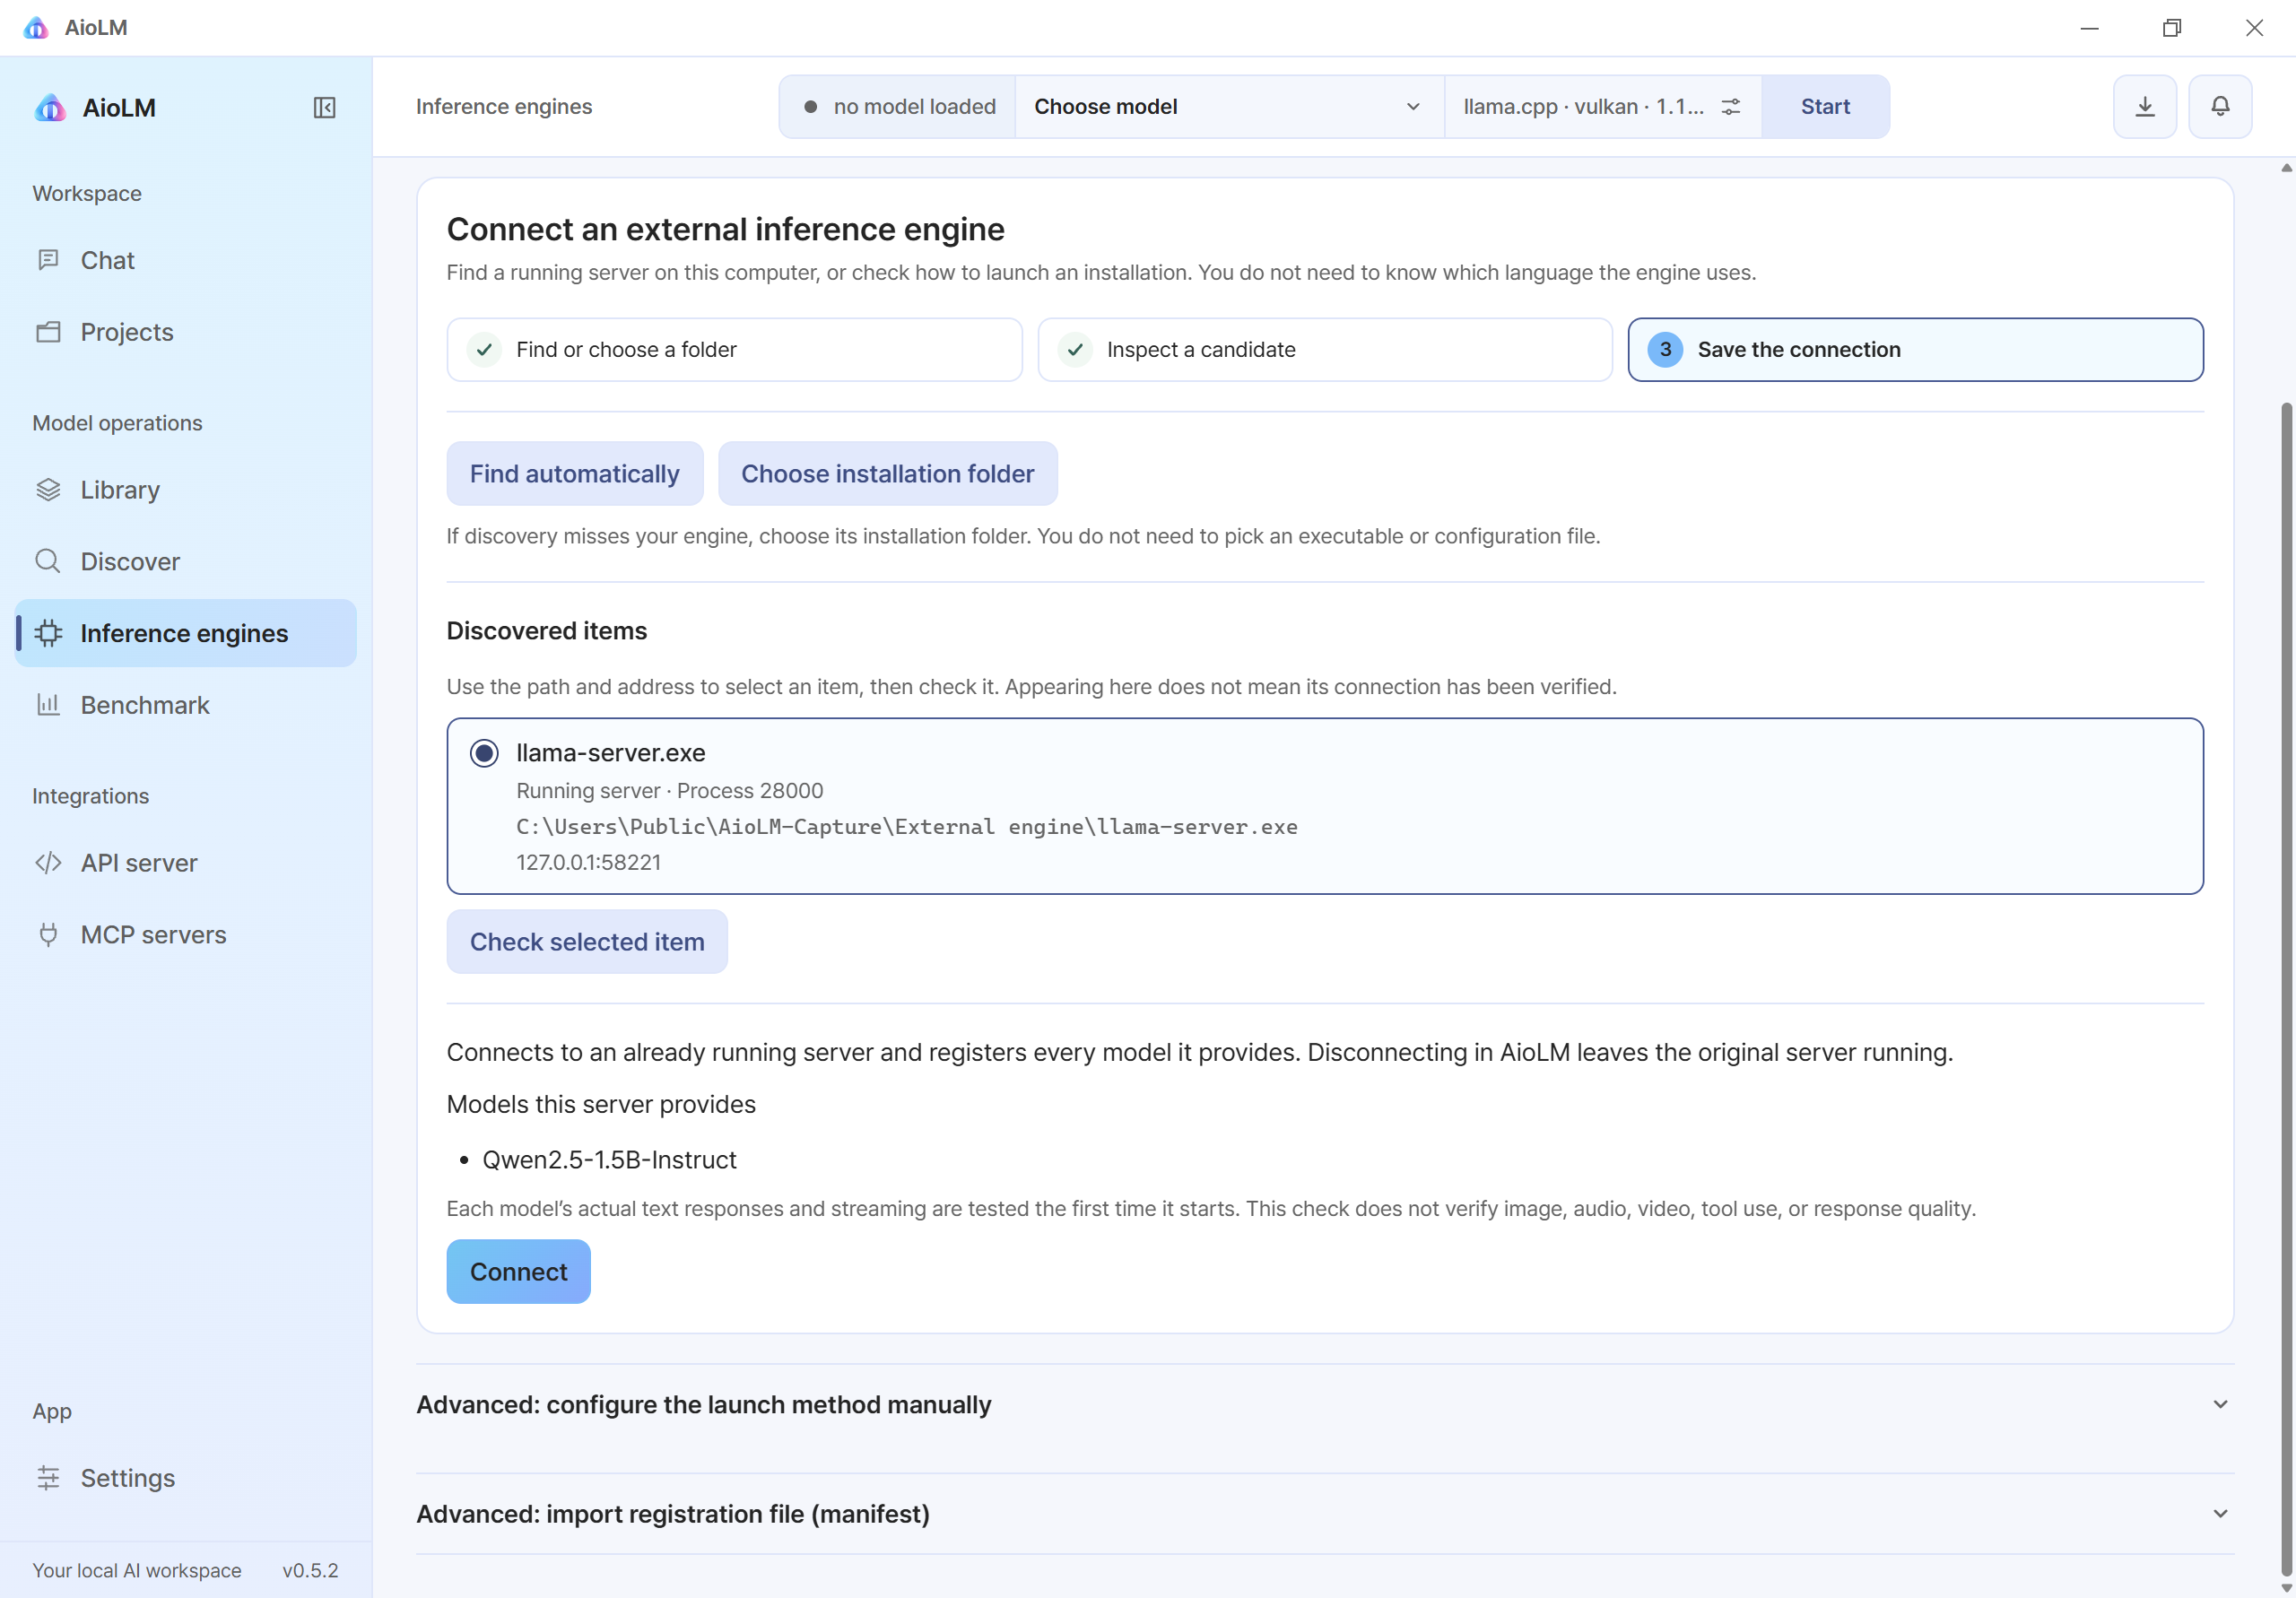 AioLM
AioLM
Inference engines
no model loaded
Choose model
llama.cpp · vulkan · 1.1...
Start
Workspace
Chat
Projects
Model operations
Library
Discover
Inference engines
Benchmark
Integrations
API server
MCP servers
App
Settings
Your local AI workspace
v0.5.2
Connect an external inference engine
Find a running server on this computer, or check how to launch an installation. You do not need to know which language the engine uses.
Find or choose a folder
Inspect a candidate
3 Save the connection
Find automatically
Choose installation folder
If discovery misses your engine, choose its installation folder. You do not need to pick an executable or configuration file.
Discovered items
Use the path and address to select an item, then check it. Appearing here does not mean its connection has been verified.
llama-server.exe
Running server · Process 28000
C:\Users\Public\AioLM-Capture\External engine\llama-server.exe
127.0.0.1:58221
Check selected item
Connects to an already running server and registers every model it provides. Disconnecting in AioLM leaves the original server running.
Models this server provides
• Qwen2.5-1.5B-Instruct
Each model’s actual text responses and streaming are tested the first time it starts. This check does not verify image, audio, video, tool use, or response quality.
Connect
Advanced: configure the launch method manually
Advanced: import registration file (manifest)